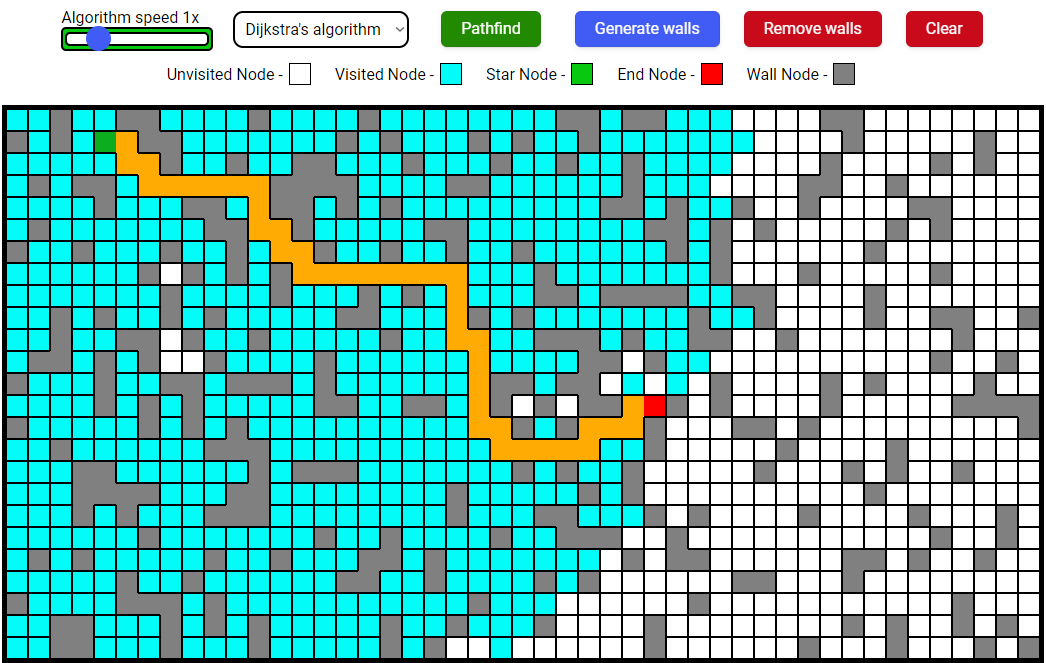 Algorithm speed 1x
Dijkstra's algorithm
Pathfind
Generate walls
Remove walls
Clear
Unvisited Node -
Visited Node -
Star Node -
End Node -
Wall Node -